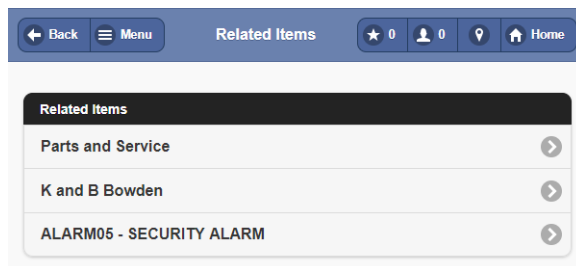 Back Menu Related Items 0 0 Home
Related Items
Parts and Service
K and B Bowden
ALARM05 - SECURITY ALARM